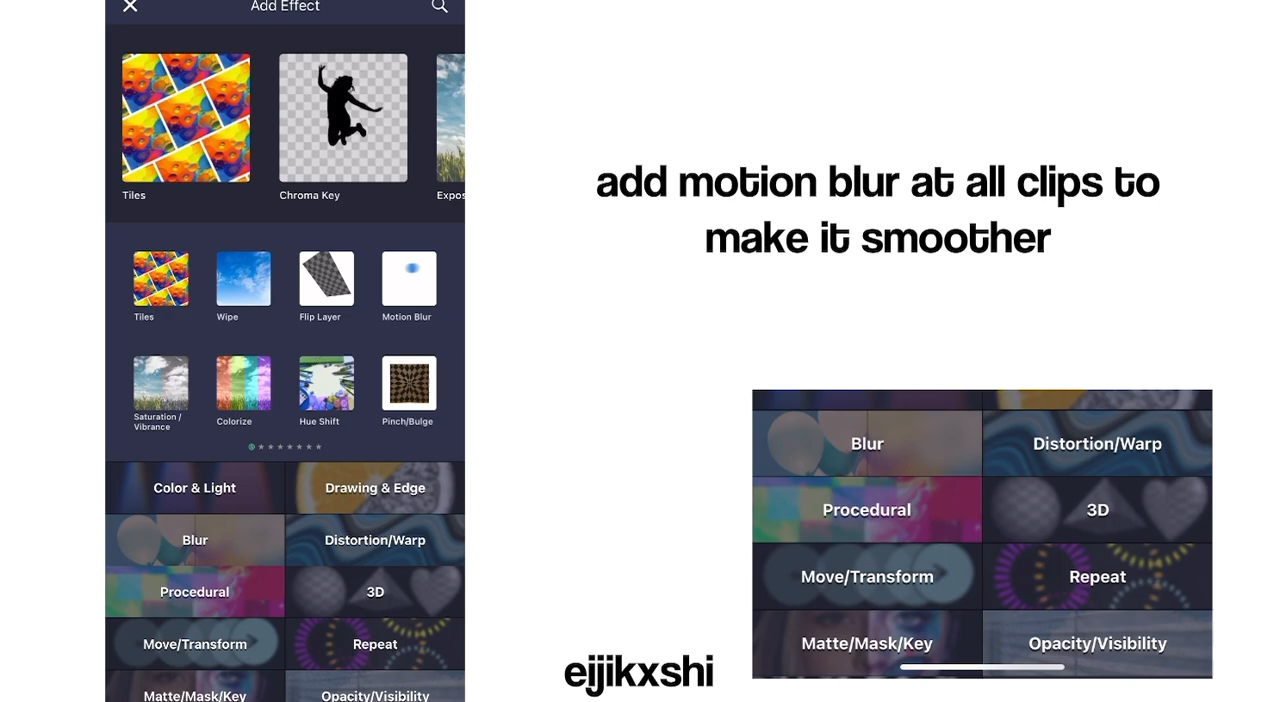 Add Effect
Tiles
Chroma Key
Expos
Tiles
Wipe
Flip Layer
Motion Blur
Saturation /
Vibrance
Colorize
Hue Shift
Pinch/Bulge
Color & Light
Drawing & Edge
Blur
Distortion/Warp
Procedural
3D
Move/Transform
Repeat
Matte/Mask/Key
Opacity/Visibility
add motion blur at all clips to
make it smoother
Blur
Distortion/Warp
Procedural
3D
Move/Transform
Repeat
Matte/Mask/Key
Opacity/Visibility
eijikxshi